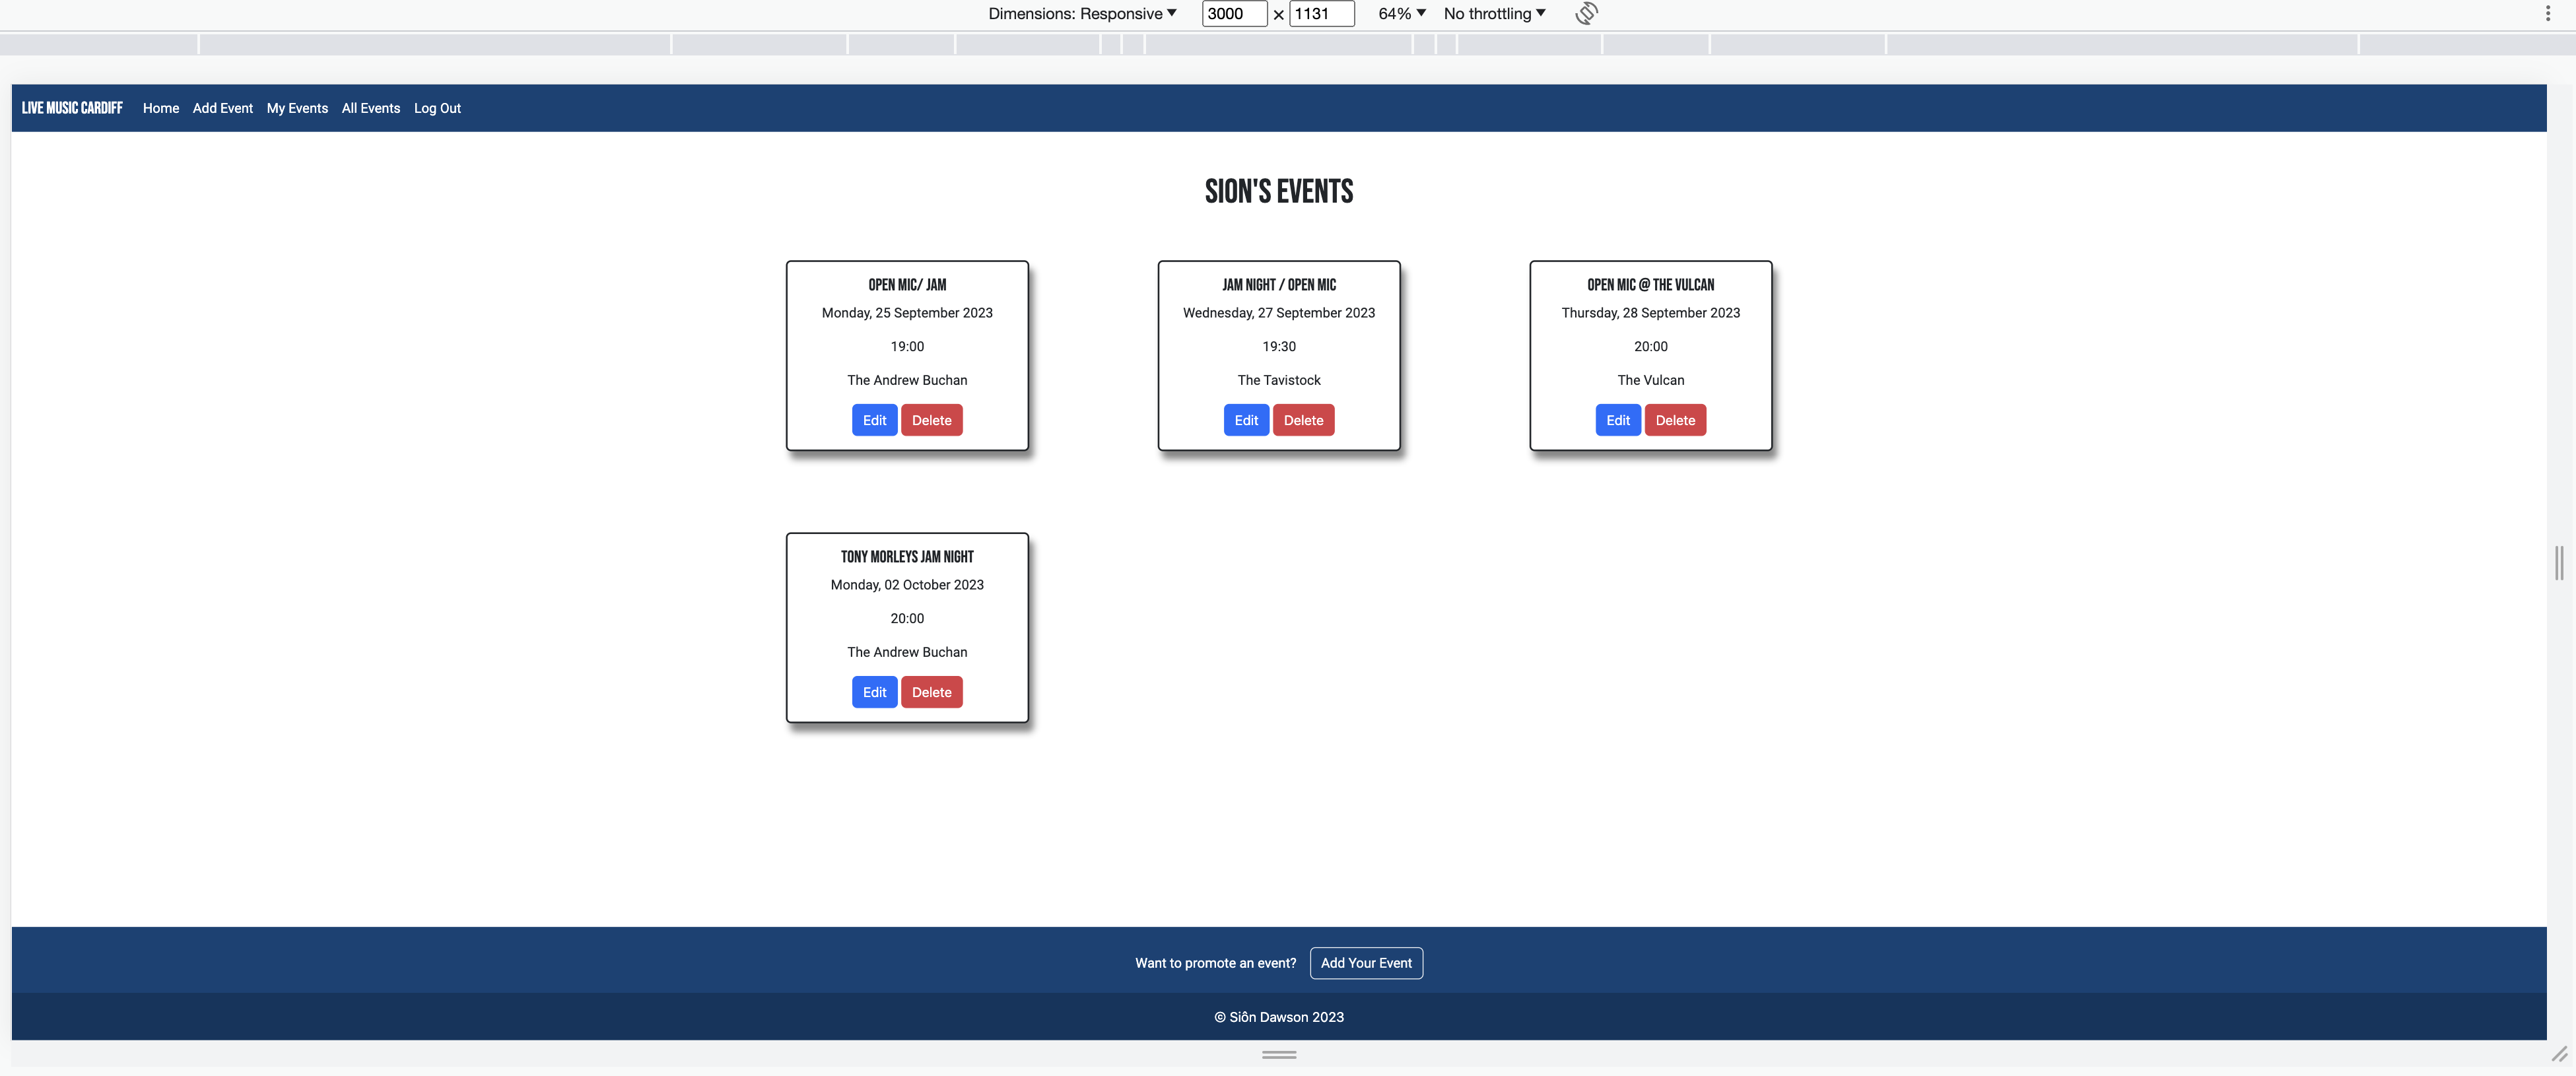 Dimensions: Responsive ▼ 3000 × 1131 64% ▼ No throttling ▼
LIVE MUSIC CARDIFF Home Add Event My Events All Events Log Out
SION'S EVENTS
OPEN MIC/ JAM
Monday, 25 September 2023
19:00
The Andrew Buchan
Edit Delete
JAM NIGHT / OPEN MIC
Wednesday, 27 September 2023
19:30
The Tavistock
Edit Delete
OPEN MIC @ THE VULCAN
Thursday, 28 September 2023
20:00
The Vulcan
Edit Delete
TONY MORLEYS JAM NIGHT
Monday, 02 October 2023
20:00
The Andrew Buchan
Edit Delete
Want to promote an event? Add Your Event
© Siôn Dawson 2023